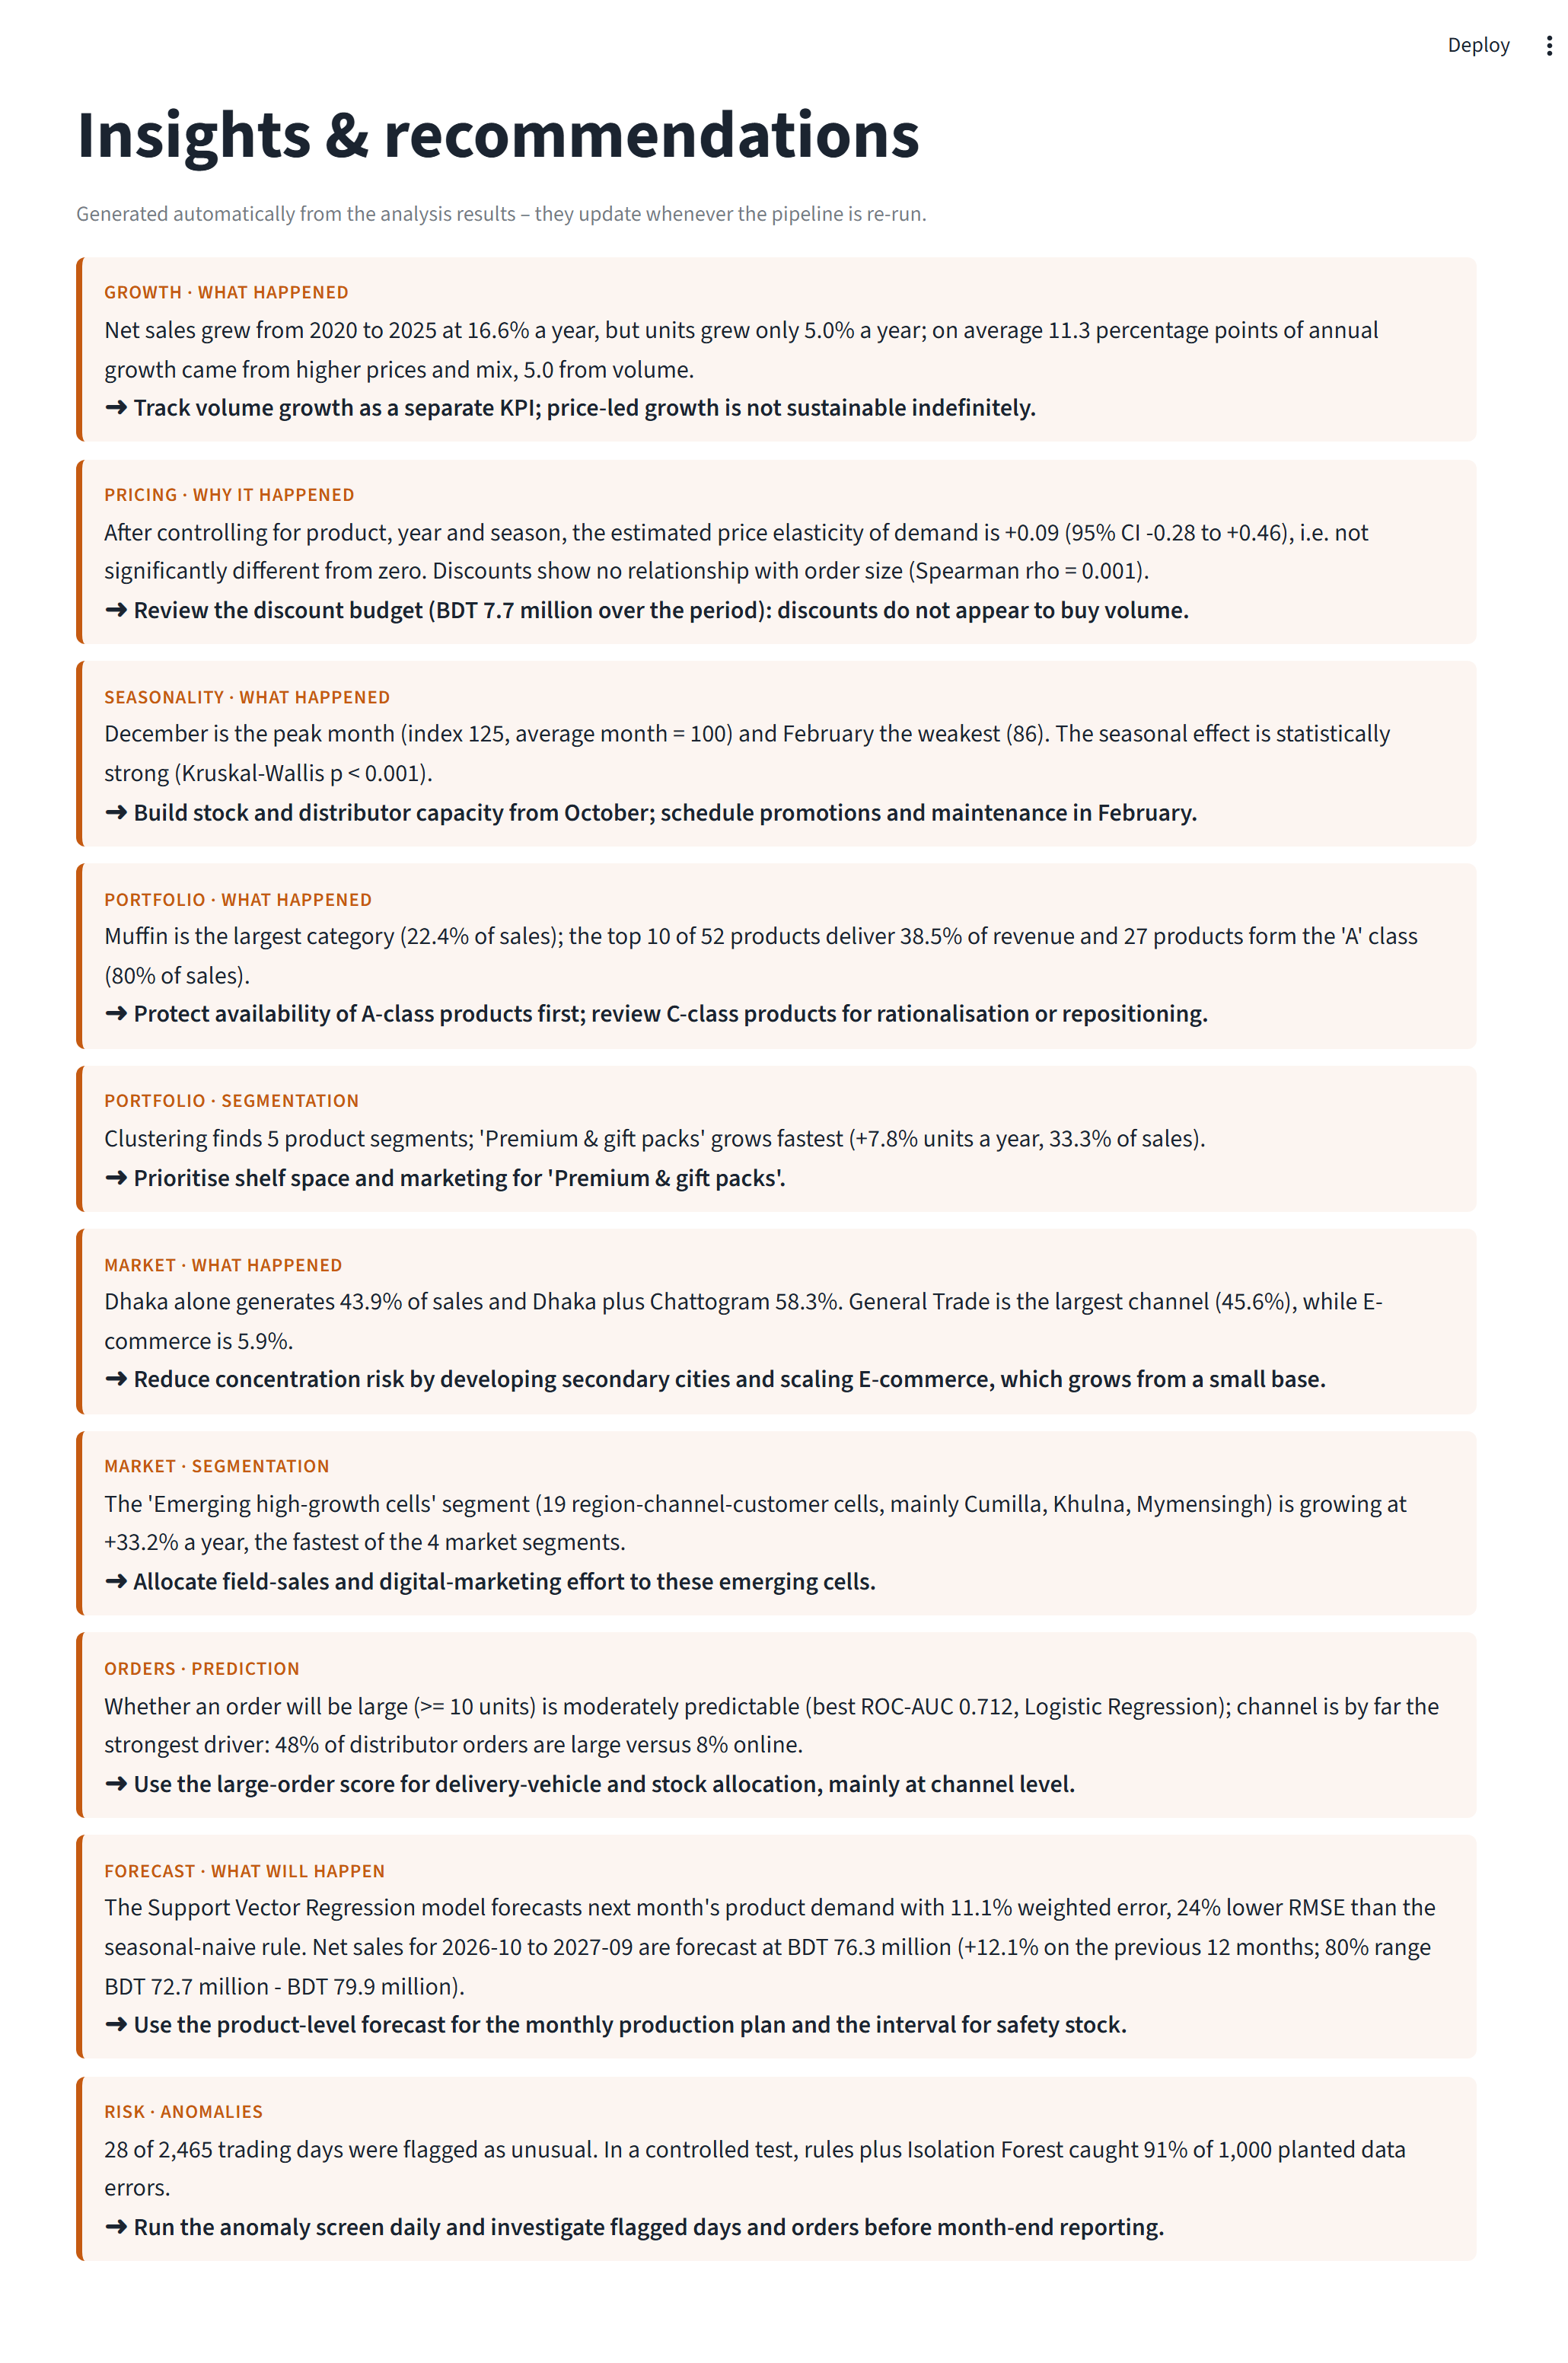 Deploy
Insights & recommendations
Generated automatically from the analysis results – they update whenever the pipeline is re-run.
GROWTH · WHAT HAPPENED
Net sales grew from 2020 to 2025 at 16.6% a year, but units grew only 5.0% a year; on average 11.3 percentage points of annual
growth came from higher prices and mix, 5.0 from volume.
➜ Track volume growth as a separate KPI; price-led growth is not sustainable indefinitely.
PRICING · WHY IT HAPPENED
After controlling for product, year and season, the estimated price elasticity of demand is +0.09 (95% CI -0.28 to +0.46), i.e. not
significantly different from zero. Discounts show no relationship with order size (Spearman rho = 0.001).
➜ Review the discount budget (BDT 7.7 million over the period): discounts do not appear to buy volume.
SEASONALITY · WHAT HAPPENED
December is the peak month (index 125, average month = 100) and February the weakest (86). The seasonal effect is statistically
strong (Kruskal-Wallis p < 0.001).
➜ Build stock and distributor capacity from October; schedule promotions and maintenance in February.
PORTFOLIO · WHAT HAPPENED
Muffin is the largest category (22.4% of sales); the top 10 of 52 products deliver 38.5% of revenue and 27 products form the 'A' class
(80% of sales).
➜ Protect availability of A-class products first; review C-class products for rationalisation or repositioning.
PORTFOLIO · SEGMENTATION
Clustering finds 5 product segments; 'Premium & gift packs' grows fastest (+7.8% units a year, 33.3% of sales).
➜ Prioritise shelf space and marketing for 'Premium & gift packs'.
MARKET · WHAT HAPPENED
Dhaka alone generates 43.9% of sales and Dhaka plus Chattogram 58.3%. General Trade is the largest channel (45.6%), while E-
commerce is 5.9%.
➜ Reduce concentration risk by developing secondary cities and scaling E-commerce, which grows from a small base.
MARKET · SEGMENTATION
The 'Emerging high-growth cells' segment (19 region-channel-customer cells, mainly Cumilla, Khulna, Mymensingh) is growing at
+33.2% a year, the fastest of the 4 market segments.
➜ Allocate field-sales and digital-marketing effort to these emerging cells.
ORDERS · PREDICTION
Whether an order will be large (>= 10 units) is moderately predictable (best ROC-AUC 0.712, Logistic Regression); channel is by far the
strongest driver: 48% of distributor orders are large versus 8% online.
➜ Use the large-order score for delivery-vehicle and stock allocation, mainly at channel level.
FORECAST · WHAT WILL HAPPEN
The Support Vector Regression model forecasts next month's product demand with 11.1% weighted error, 24% lower RMSE than the
seasonal-naive rule. Net sales for 2026-10 to 2027-09 are forecast at BDT 76.3 million (+12.1% on the previous 12 months; 80% range
BDT 72.7 million - BDT 79.9 million).
➜ Use the product-level forecast for the monthly production plan and the interval for safety stock.
RISK · ANOMALIES
28 of 2,465 trading days were flagged as unusual. In a controlled test, rules plus Isolation Forest caught 91% of 1,000 planted data
errors.
➜ Run the anomaly screen daily and investigate flagged days and orders before month-end reporting.